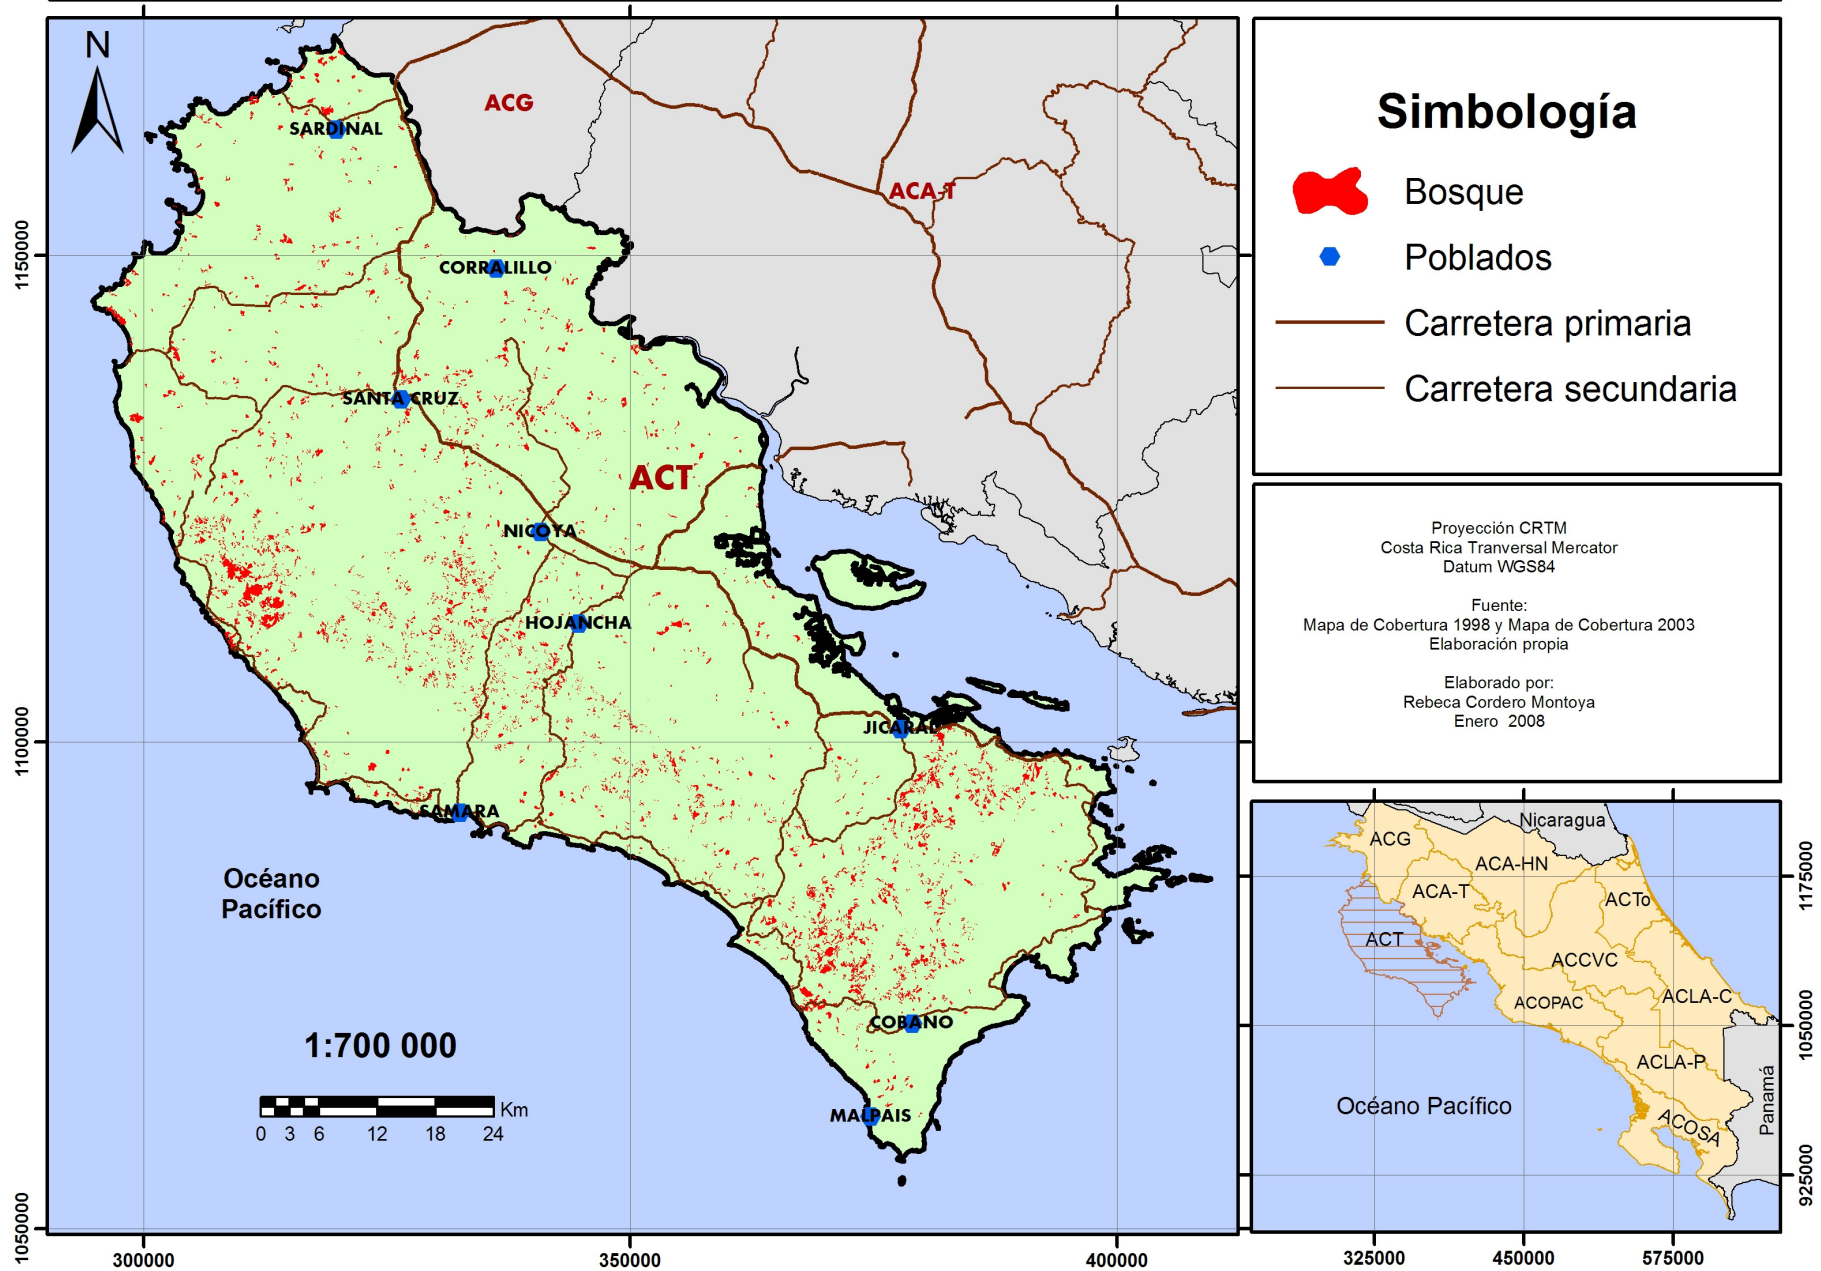 N
ACG
SARDINAL
ACA-T
CORRALILLO
SANTA CRUZ
ACT
NICOYA
HOJANCHA
JICARAL
SAMARA
Océano
Pacífico
COBANO
MALPAIS
1:700 000
Km
0 3 6 12 18 24
1150000
1100000
1050000
300000 350000 400000
Simbología
Bosque
Poblados
Carretera primaria
Carretera secundaria
Proyección CRTM
Costa Rica Tranversal Mercator
Datum WGS84
Fuente:
Mapa de Cobertura 1998 y Mapa de Cobertura 2003
Elaboración propia
Elaborado por:
Rebeca Cordero Montoya
Enero 2008
Nicaragua
ACG
ACA-HN
ACA-T
ACTo
ACT
ACCVC
ACOPAC
ACLA-C
ACLA-P
ACOSA
Panamá
Océano Pacífico
1175000
1050000
925000
325000 450000 575000